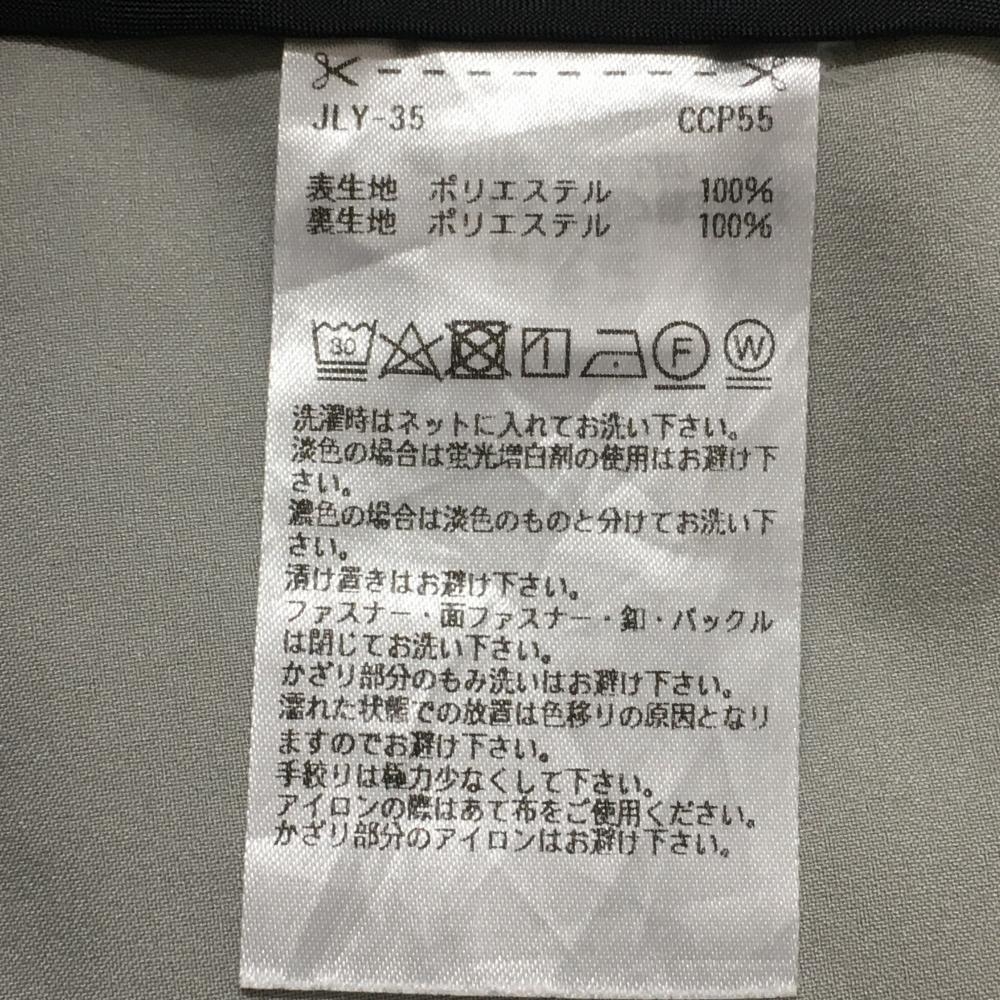 JLY-35 CCP55
表生地 ポリエステル 100%
裏生地 ポリエステル 100%
30 F W
洗濯時はネットに入れてお洗い下さい。
淡色の場合は蛍光増白剤の使用はお避け下
さい。
濃色の場合は淡色のものと分けてお洗い下
さい。
漬け置きはお避け下さい。
ファスナー・面ファスナー・釦・バックル
は閉じてお洗い下さい。
かざり部分のもみ洗いはお避け下さい。
濡れた状態での放置は色移りの原因となり
ますのでお避け下さい。
手絞りは極力少なくして下さい。
アイロンの際はあて布をご使用ください。
かざり部分のアイロンはお避け下さい。